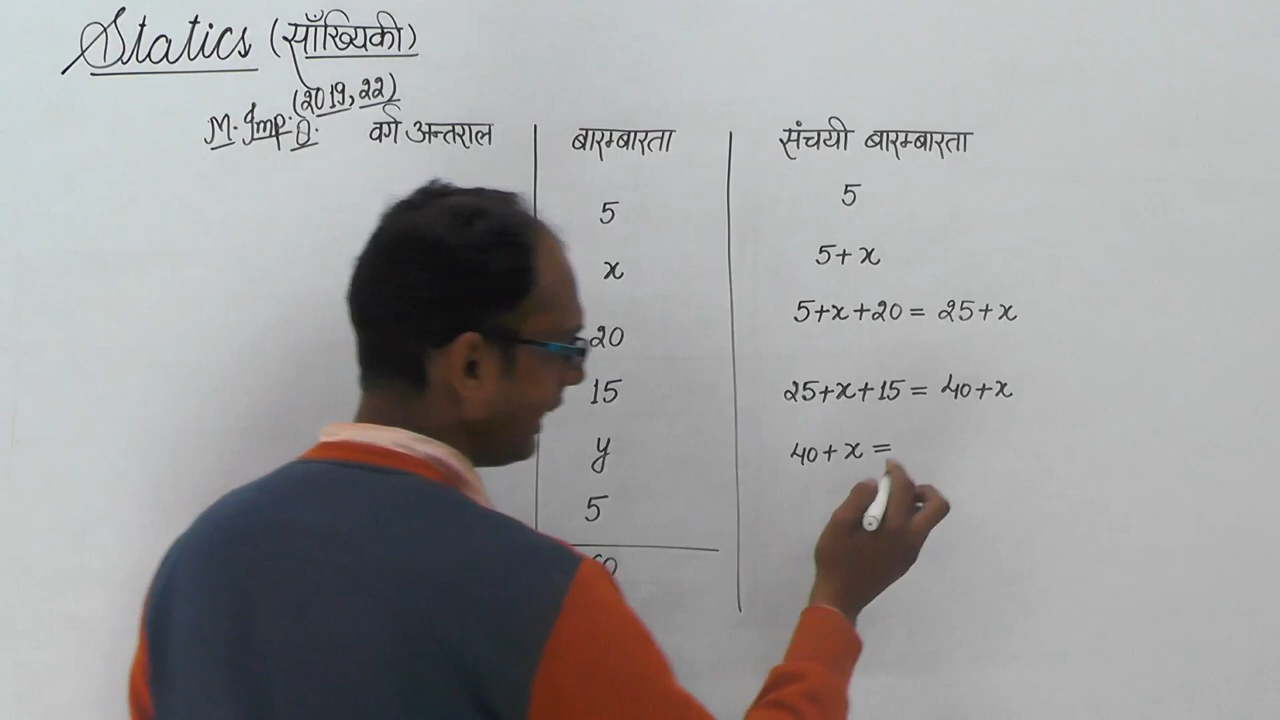 Statics (साँख्यिकी)
(2019, 22)
M. Imp. Q. वर्ग अन्तराल बारम्बारता संचयी बारम्बारता
5 5
x 5+x
20 5+x+20 = 25+x
15 25+x+15 = 40+x
y 40+x =
5